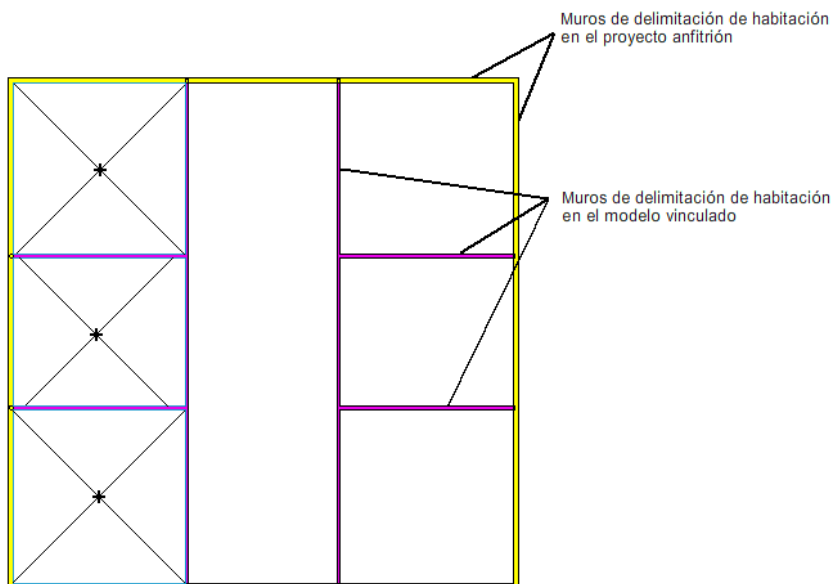 Muros de delimitación de habitación
en el proyecto anfitrión
Muros de delimitación de habitación
en el modelo vinculado